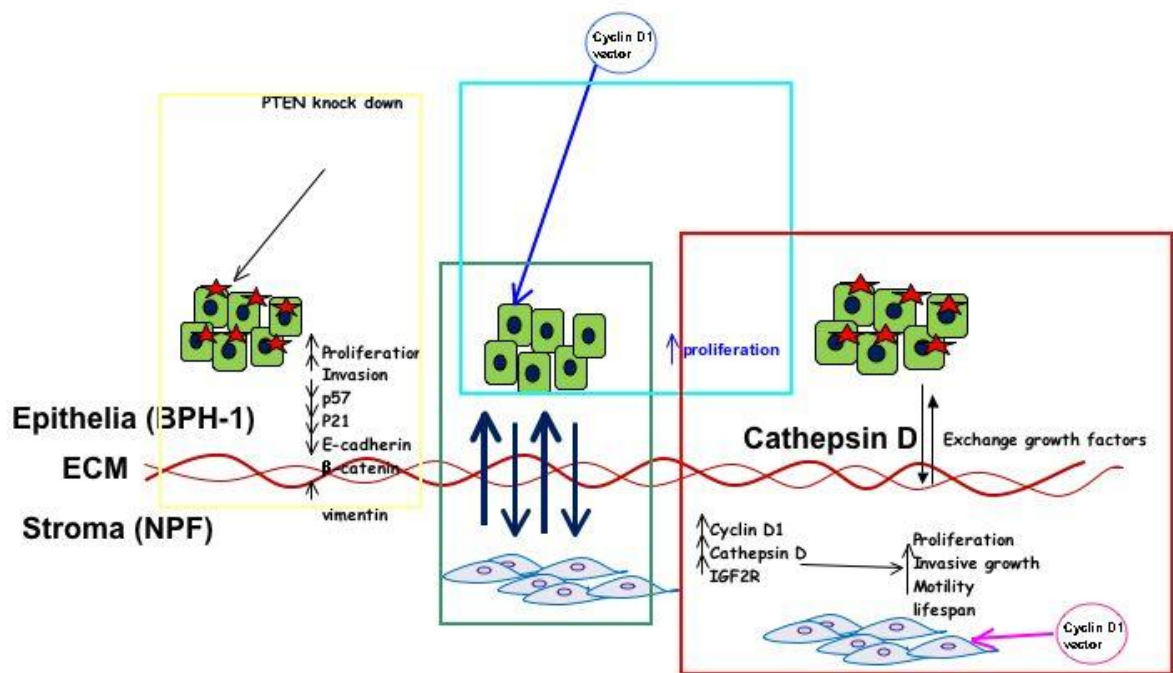 Cyclin D1
vector
PTEN knock down
Proliferation
Invasion
p57
P21
E-cadherin
β-catenin
vimentin
proliferation
Epithelia (BPH-1)
ECM
Stroma (NPF)
Cathepsin D
Exchange growth factors
Cyclin D1
Cathepsin D
IGF2R
Proliferation
Invasive growth
Motility
lifespan
Cyclin D1
vector